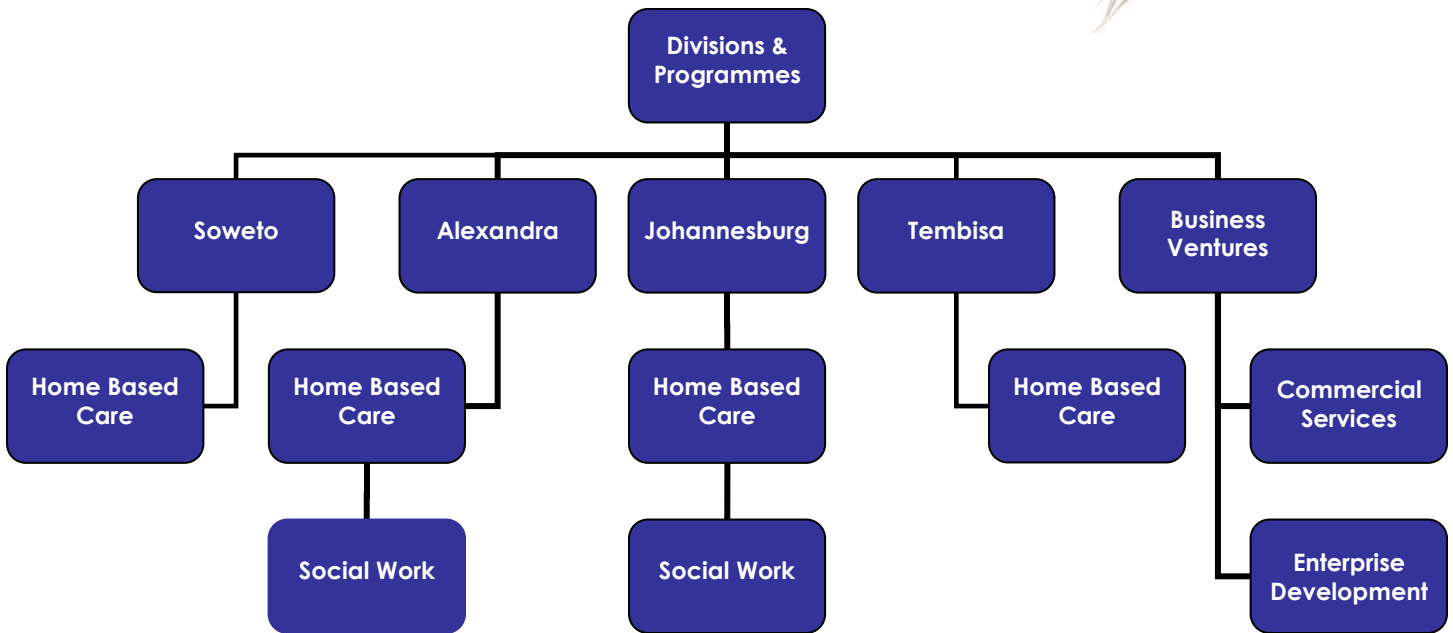 Divisions &
Programmes
Soweto
Alexandra
Johannesburg
Tembisa
Business
Ventures
Home Based
Care
Home Based
Care
Home Based
Care
Home Based
Care
Commercial
Services
Social Work
Social Work
Enterprise
Development